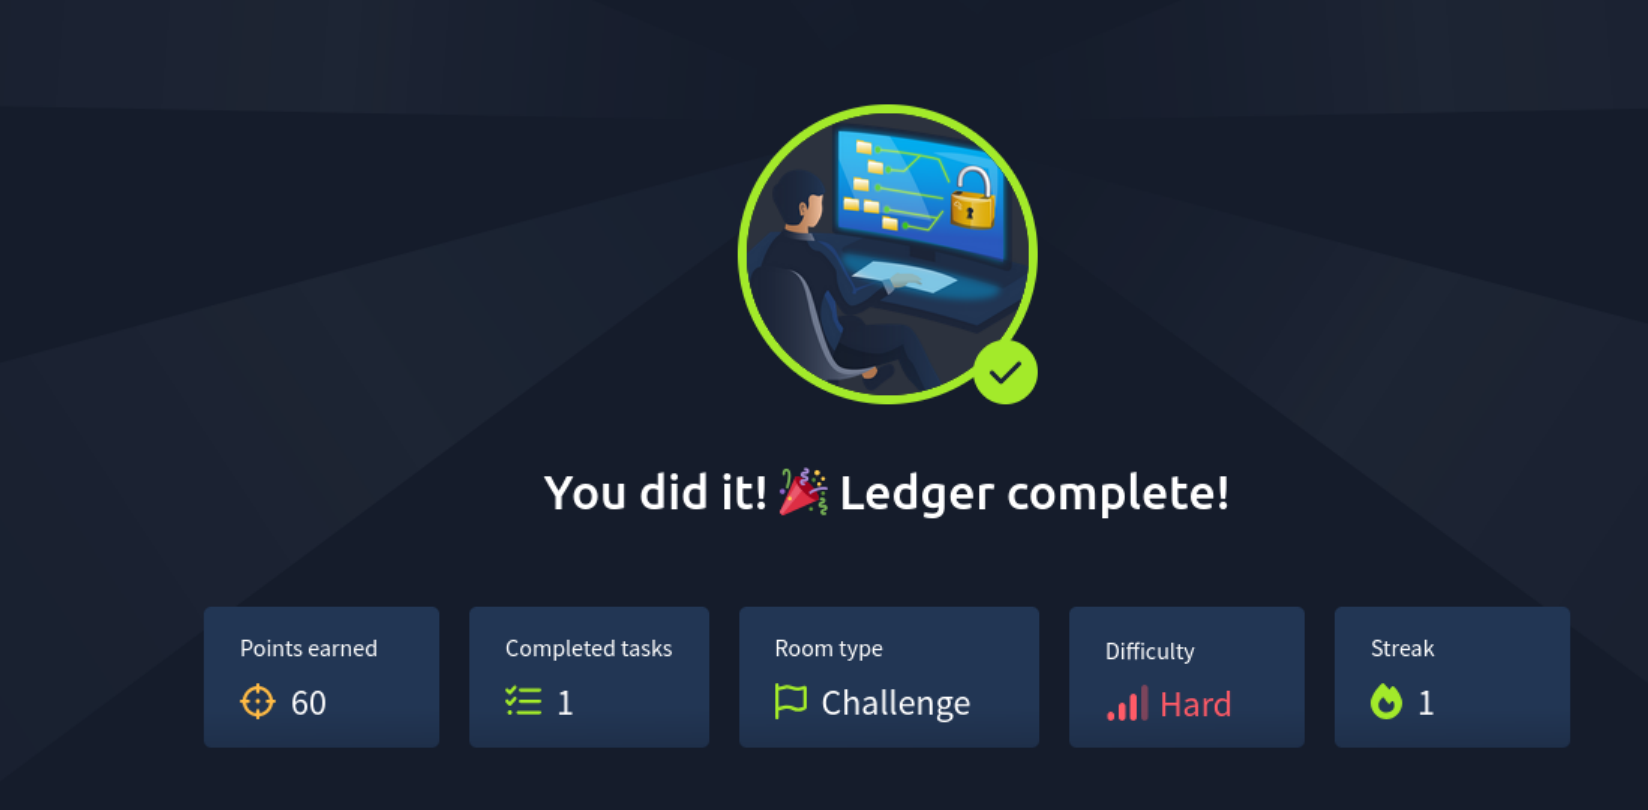 You did it! 🎉 Ledger complete!
Points earned
60
Completed tasks
1
Room type
Challenge
Difficulty
Hard
Streak
1